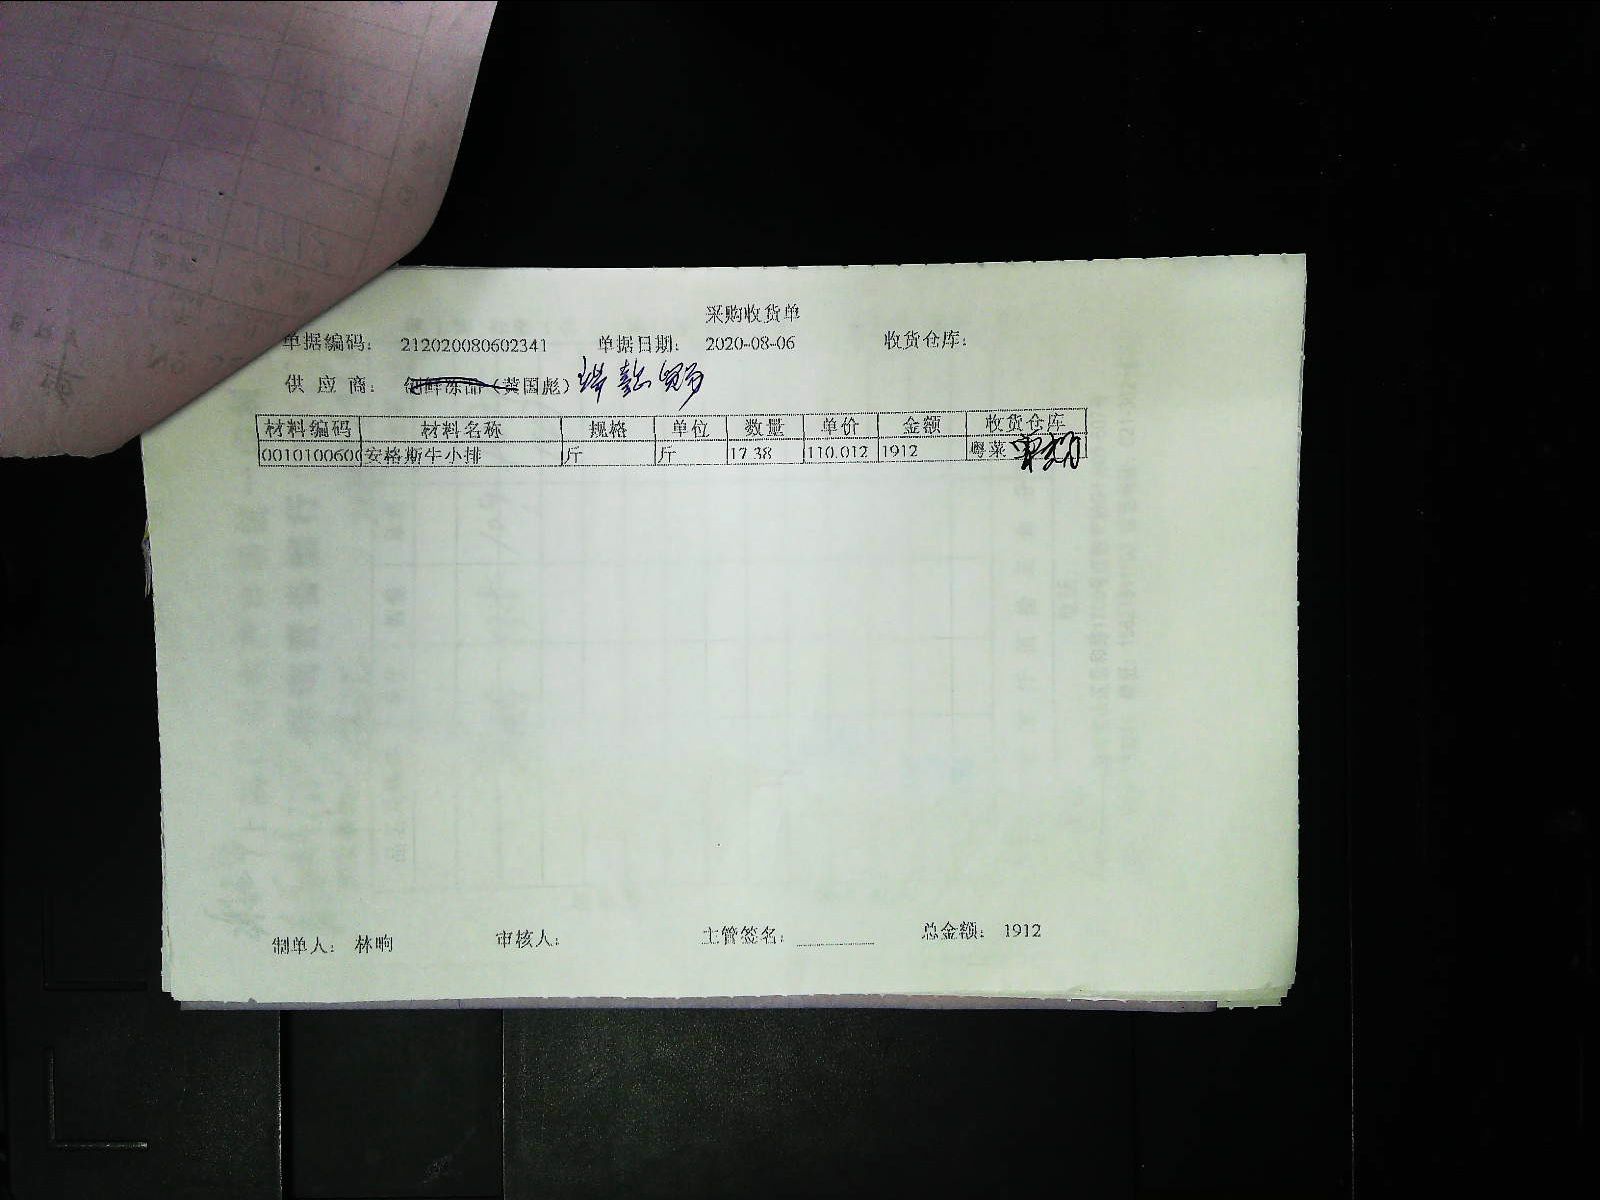 采购收货单
单据编码: 212020080602341 单据日期: 2020-08-06 收货仓库:
供应商: (黄国彪)
材料编码 材料名称 规格 单位 数量 单价 金额 收货仓库
0010100600 安格斯牛小排 斤 斤 17.38 110.012 1912 粤菜
制单人: 林晌 审核人: 主管签名: 总金额: 1912